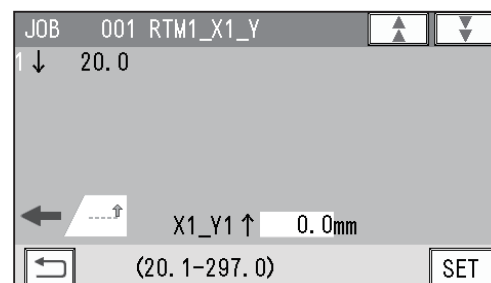 JOB 001 RTM1_X1_Y
1 ↓ 20.0
X1_Y1 ↑ 0.0mm
(20.1-297.0) SET